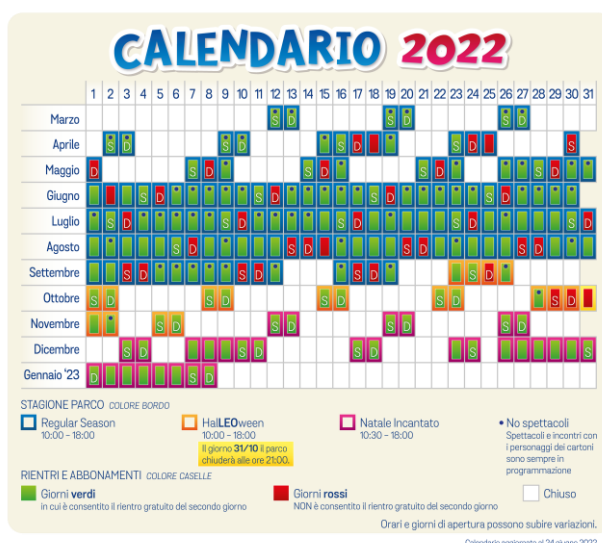 CALENDARIO 2022
1 2 3 4 5 6 7 8 9 10 11 12 13 14 15 16 17 18 19 20 21 22 23 24 25 26 27 28 29 30 31
Marzo S D S D
Aprile S D S D S D S D S
Maggio D S D S D S D S D
Giugno S D S D S D S D
Luglio S D S D S D S D S D
Agosto S D S D S D S D
Settembre S D S D S D S D
Ottobre S D S D S D S D S D
Novembre S D S D S D S D
Dicembre S D S D S D S S
Gennaio '23 D S D
STAGIONE PARCO COLORE BORDO
Regular Season HalLEOween Natale Incantato • No spettacoli
10:00 - 18:00 10:00 - 18:00 10:30 - 18:00 Spettacoli e incontri con
Il giorno 31/10 il parco i personaggi dei cartoni
chiuderà alle ore 21:00. sono sempre in
programmazione
RIENTRI E ABBONAMENTI COLORE CASELLE
Giorni verdi Giorni rossi Chiuso
in cui è consentito il rientro gratuito del secondo giorno NON è consentito il rientro gratuito del secondo giorno
Orari e giorni di apertura possono subire variazioni.
Calendario aggiornato al 24 giugno 2022